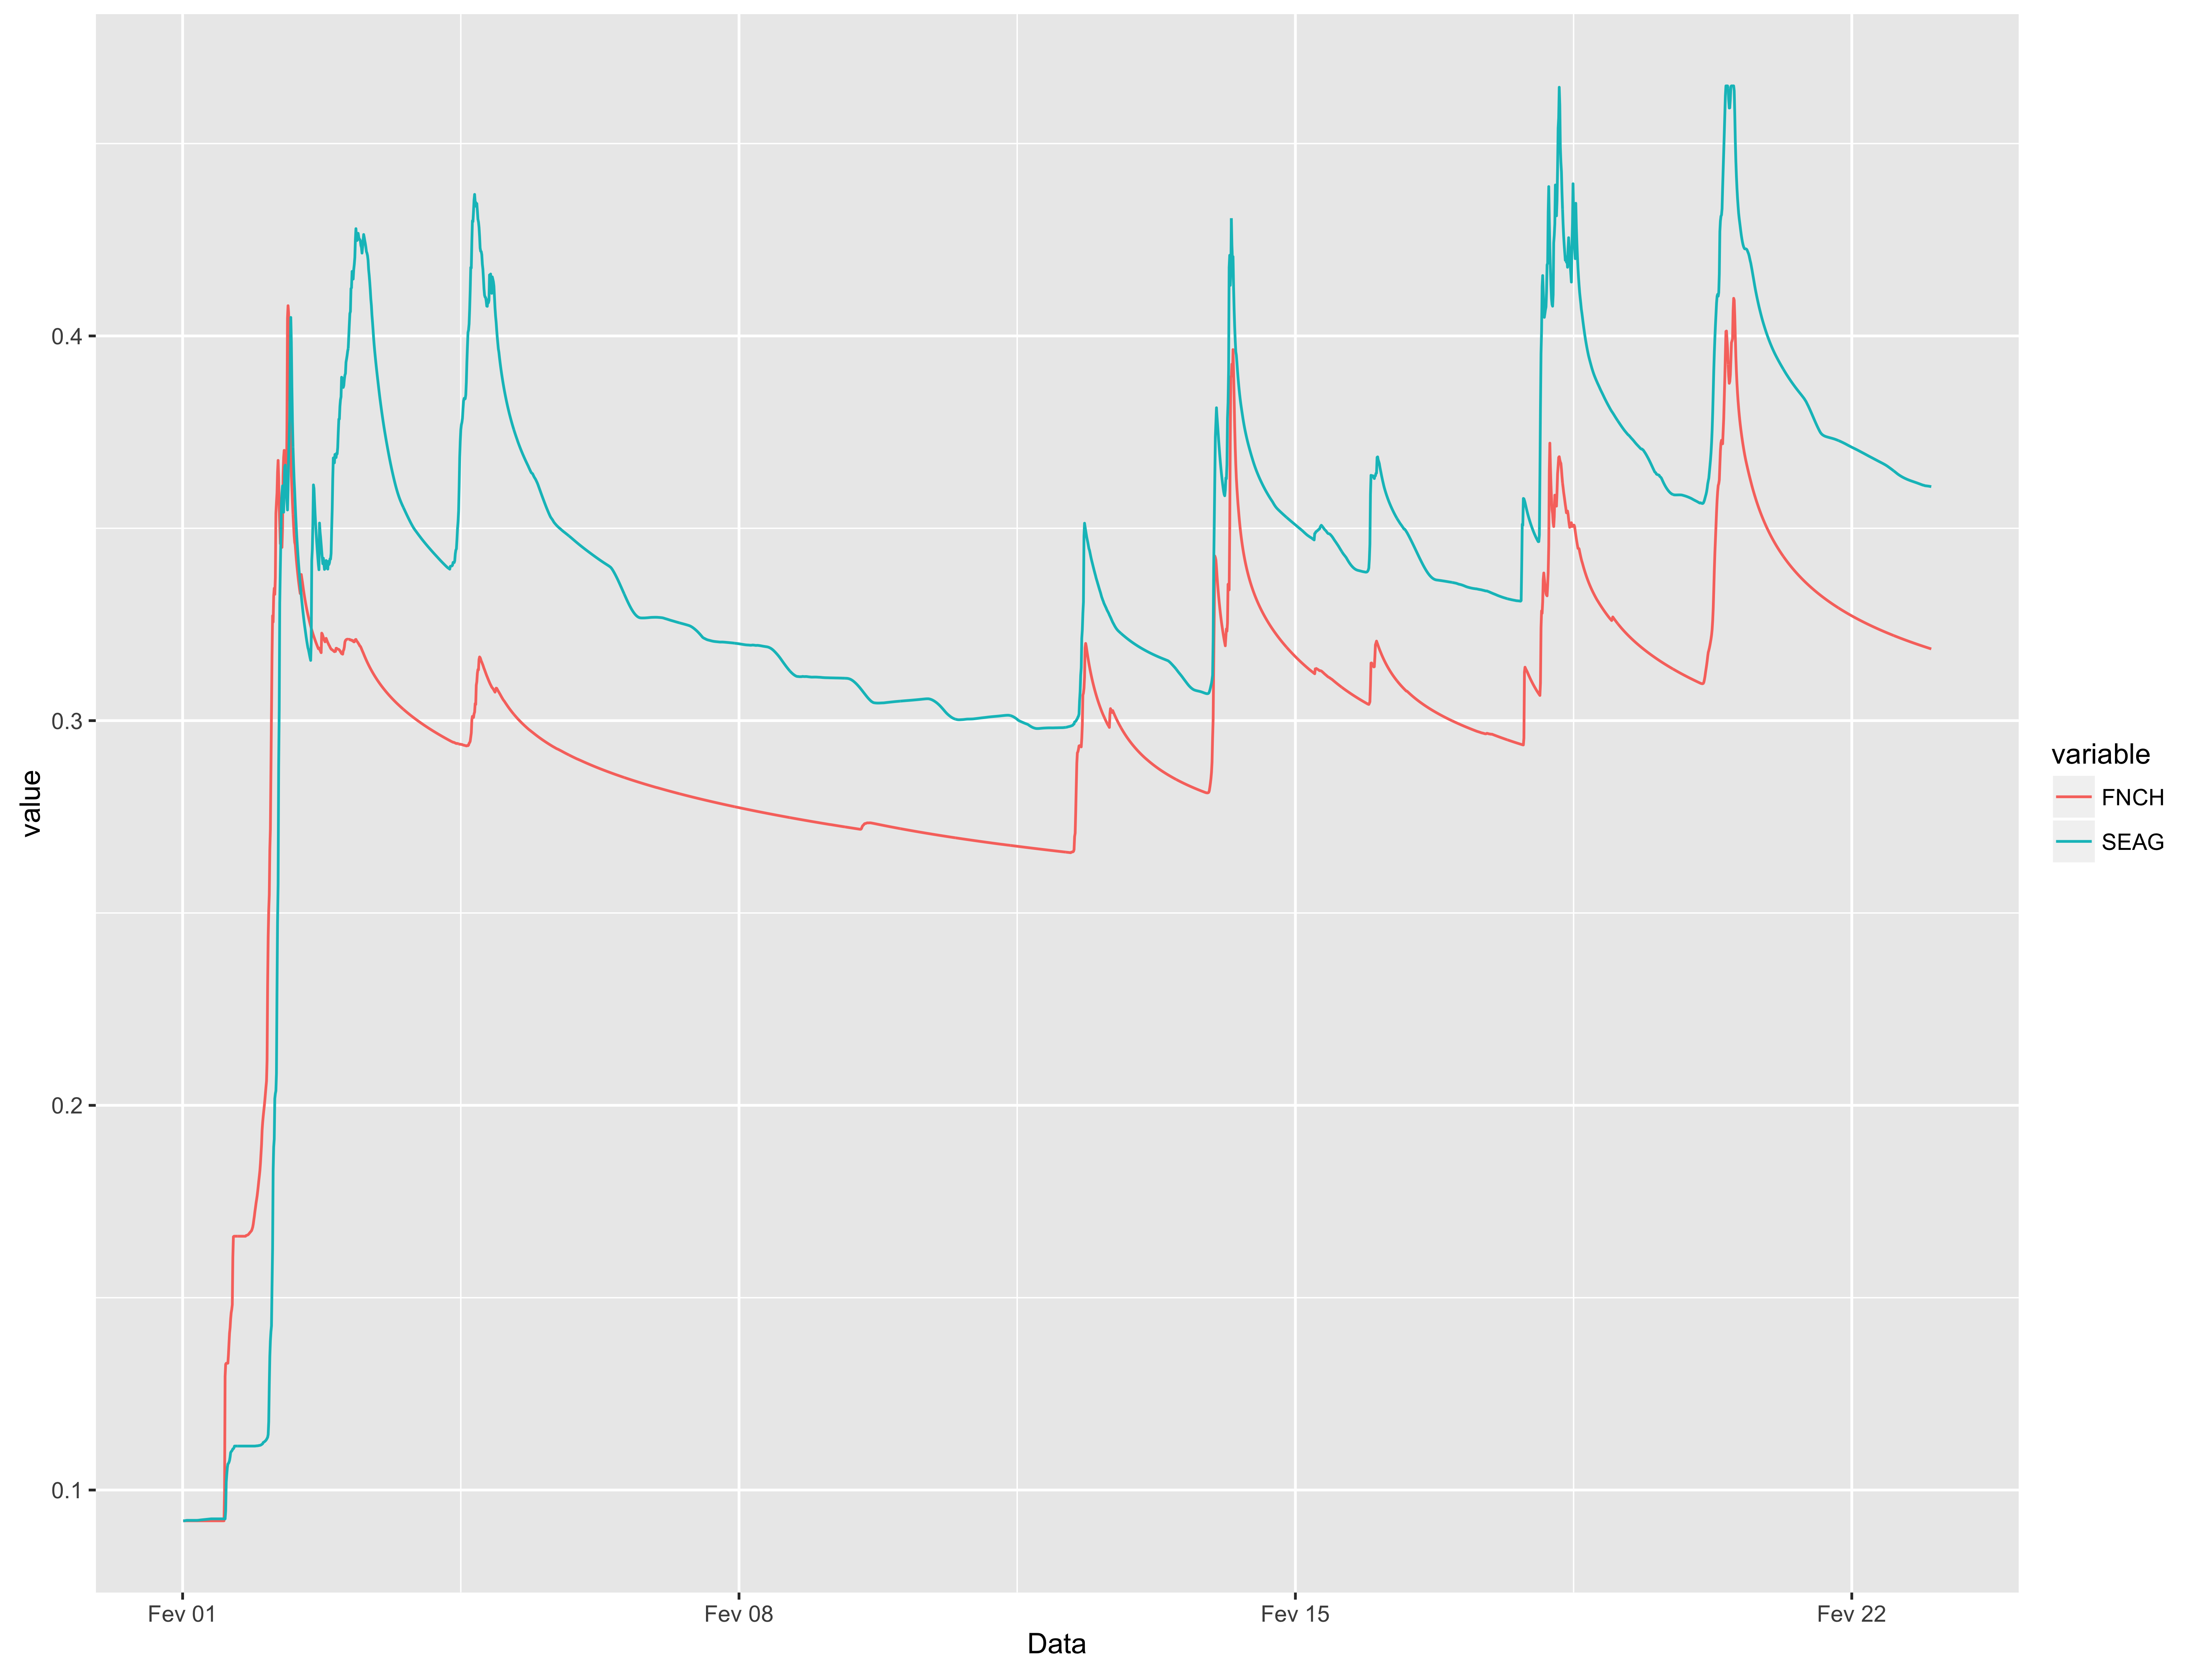 value
0.4
0.3
0.2
0.1
Fev 01
Fev 08
Fev 15
Fev 22
Data
variable
FNCH
SEAG